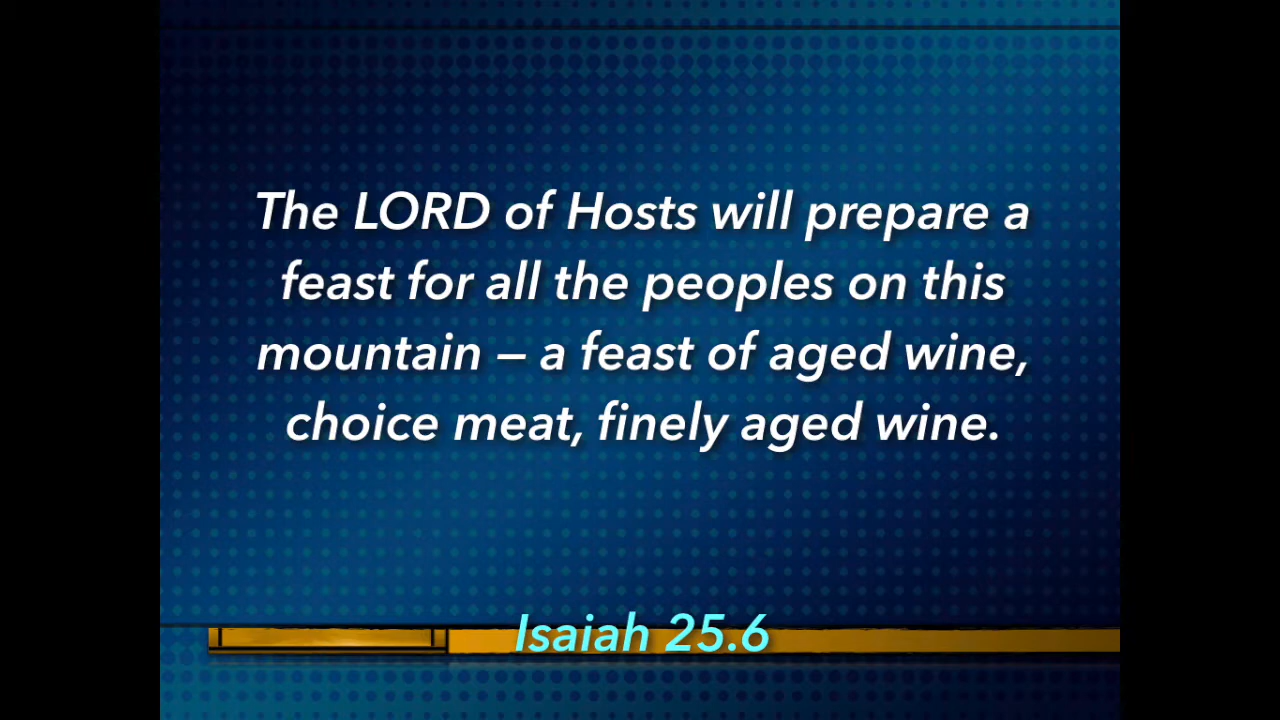 The LORD of Hosts will prepare a
feast for all the peoples on this
mountain – a feast of aged wine,
choice meat, finely aged wine.
Isaiah 25.6